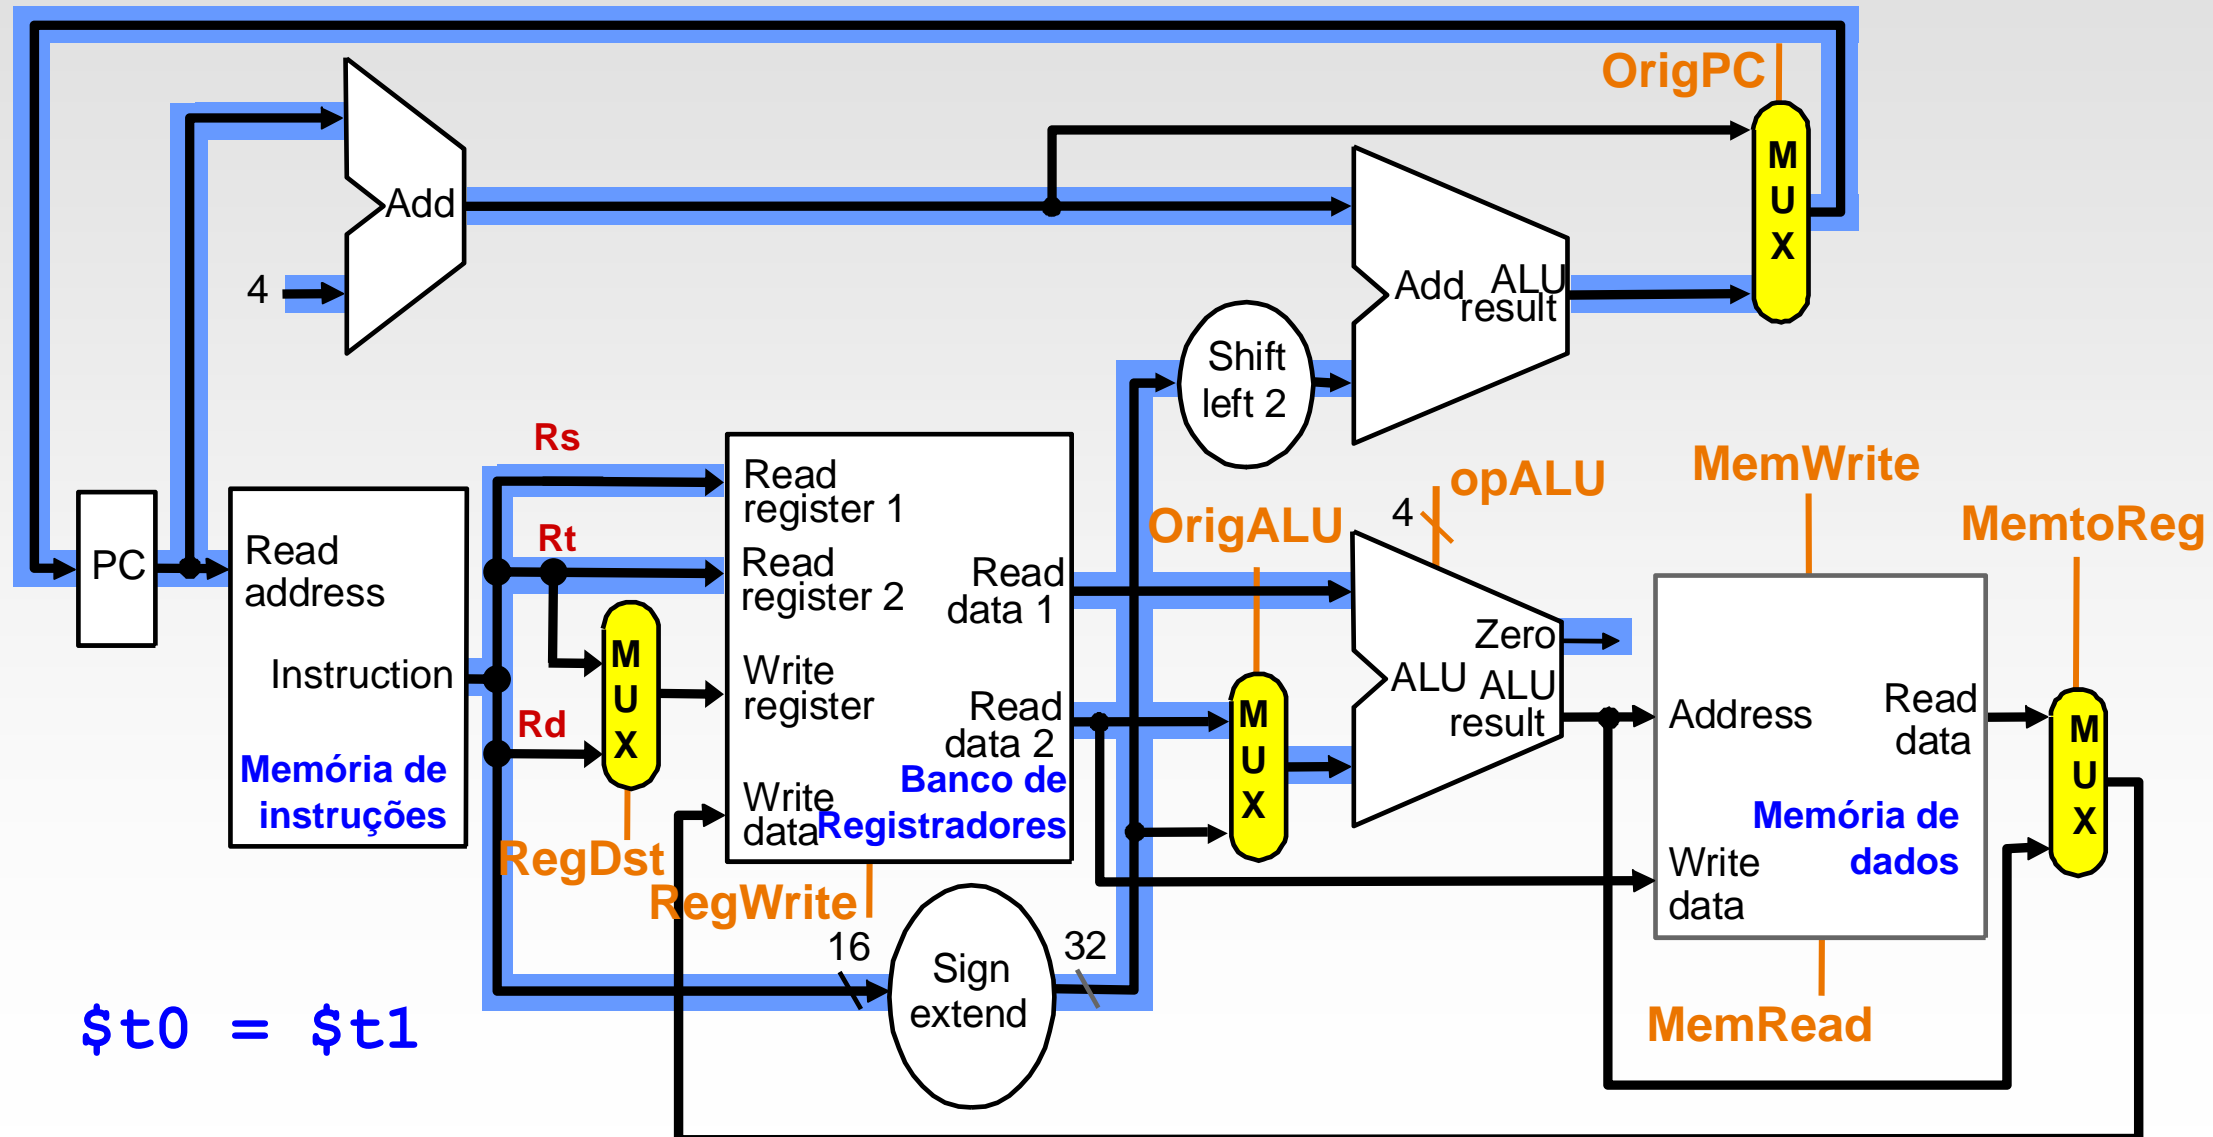 OrigPC
M
U
X
Add
4
Add ALU
result
Shift
left 2
Rs
Rt
Rd
PC
Read
address
Instruction
Memória de
instruções
M
U
X
RegDst
Read
register 1
Read
register 2
Write
register
Write
data
Read
data 1
Read
data 2
Banco de
Registradores
RegWrite
16
Sign
extend
32
OrigALU
M
U
X
4
opALU
Zero
ALU
ALU
result
MemWrite
Address
Read
data
Write
data
Memória de
dados
MemRead
MemtoReg
M
U
X
$t0 = $t1